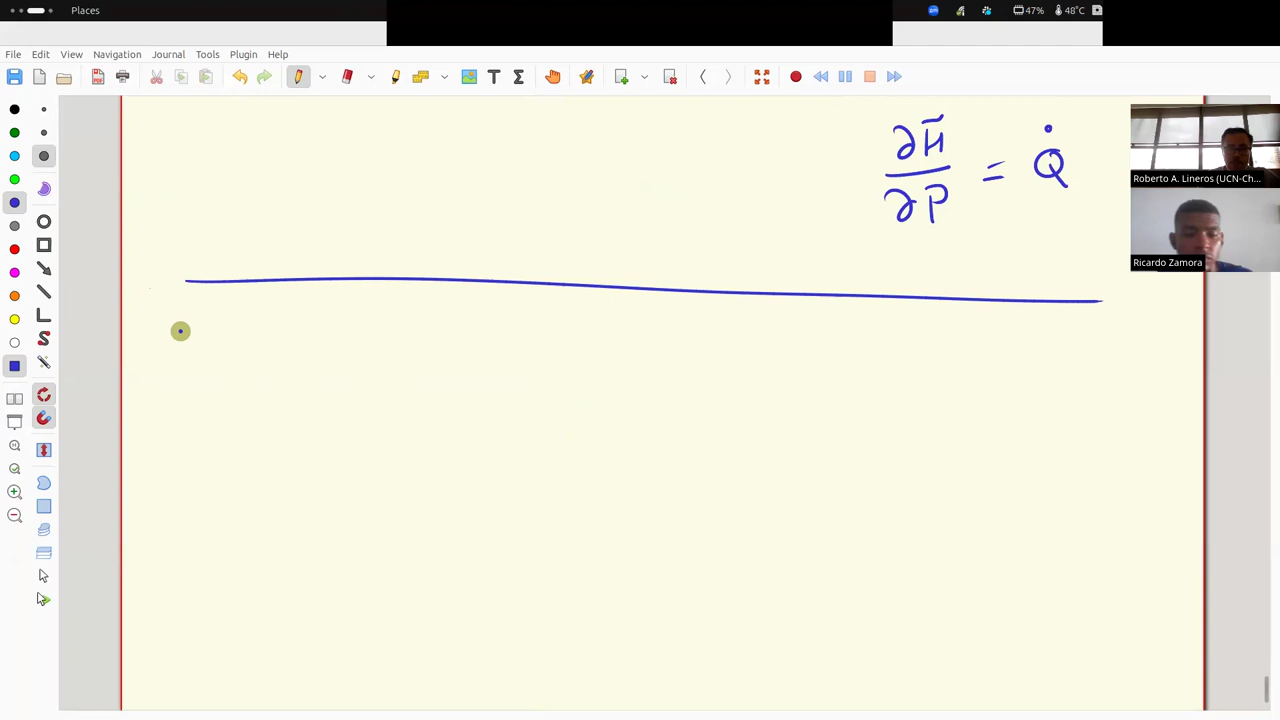 Places
47% 48°C
File Edit View Navigation Journal Tools Plugin Help
∂H̃/∂P = Q̇
Roberto A. Lineros (UCN-Ch...
Ricardo Zamora